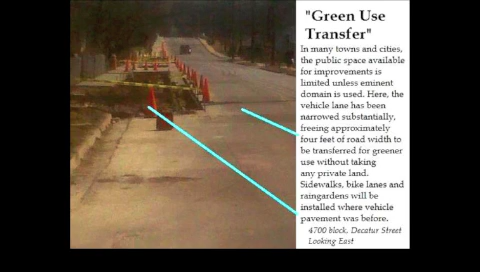 "Green Use
Transfer"
In many towns and cities,
the public space available
for improvements is
limited unless eminent
domain is used. Here, the
vehicle lane has been
narrowed substantially,
freeing approximately
four feet of road width to
be transferred for greener
use without taking
any private land.
Sidewalks, bike lanes and
raingardens will be
installed where vehicle
pavement was before.
4700 block, Decatur Street
Looking East